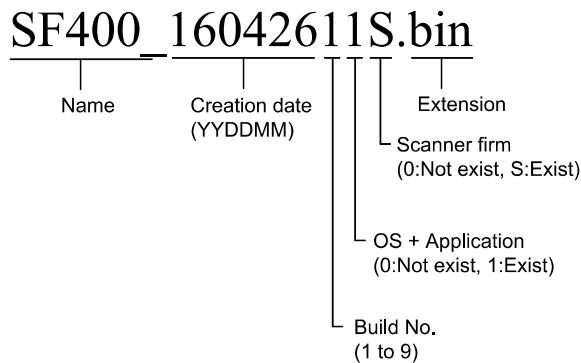 SF400_16042611S.bin
Name
Creation date
(YYDDMM)
Extension
Scanner firm
(0:Not exist, S:Exist)
OS + Application
(0:Not exist, 1:Exist)
Build No.
(1 to 9)